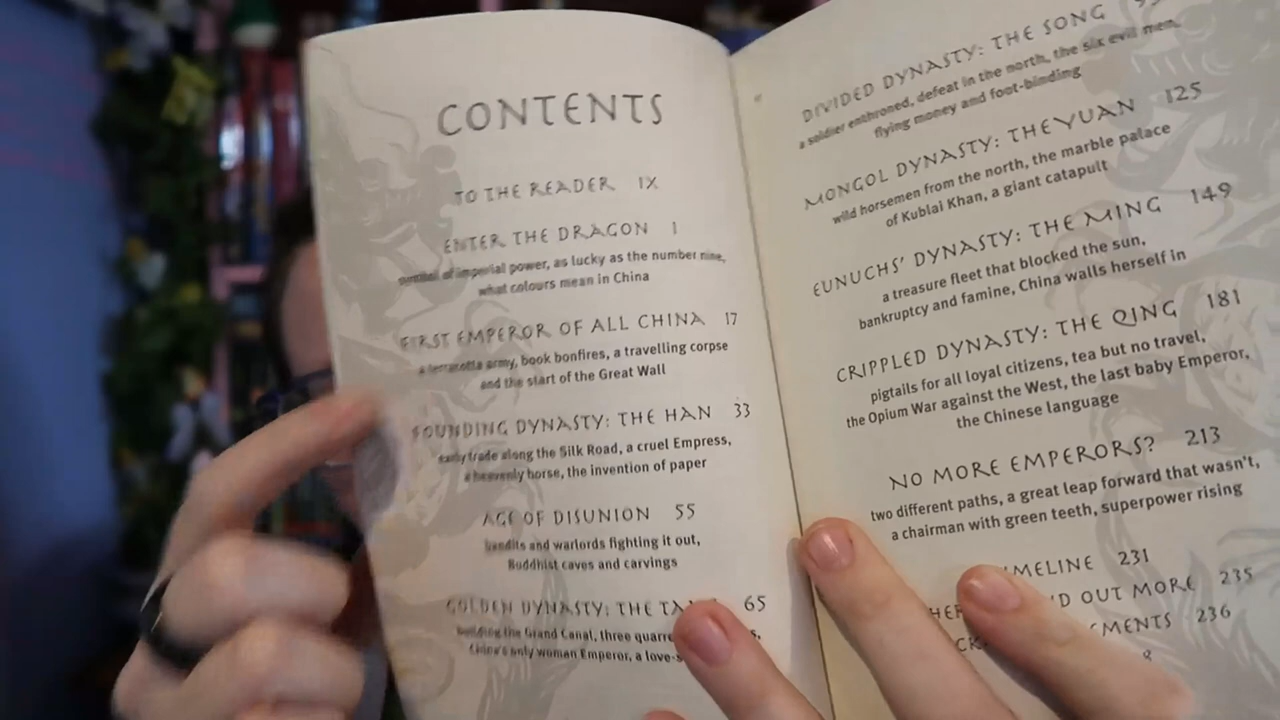 CONTENTS
TO THE READER IX
ENTER THE DRAGON 1
symbol of imperial power, as lucky as the number nine,
what colours mean in China
FIRST EMPEROR OF ALL CHINA 17
a terracotta army, book bonfires, a travelling corpse
and the start of the Great Wall
FOUNDING DYNASTY: THE HAN 33
early trade along the Silk Road, a cruel Empress,
a heavenly horse, the invention of paper
AGE OF DISUNION 55
bandits and warlords fighting it out,
Buddhist caves and carvings
GOLDEN DYNASTY: THE 65
building the Grand Canal, three
China's only woman Emperor, a
DIVIDED DYNASTY: THE SONG
a soldier enthroned, defeat in the north, the six evil men,
flying money and foot-binding
MONGOL DYNASTY: THE YUAN 125
wild horsemen from the north, the marble palace
of Kublai Khan, a giant catapult
EUNUCHS' DYNASTY: THE MING 149
a treasure fleet that blocked the sun,
bankruptcy and famine, China walls herself in
CRIPPLED DYNASTY: THE QING 181
pigtails for all loyal citizens, tea but no travel,
the Opium War against the West, the last baby Emperor,
the Chinese language
NO MORE EMPERORS? 213
two different paths, a great leap forward that wasn't,
a chairman with green teeth, superpower rising
MELINE 231
D OUT MORE 235
MENTS 236
8